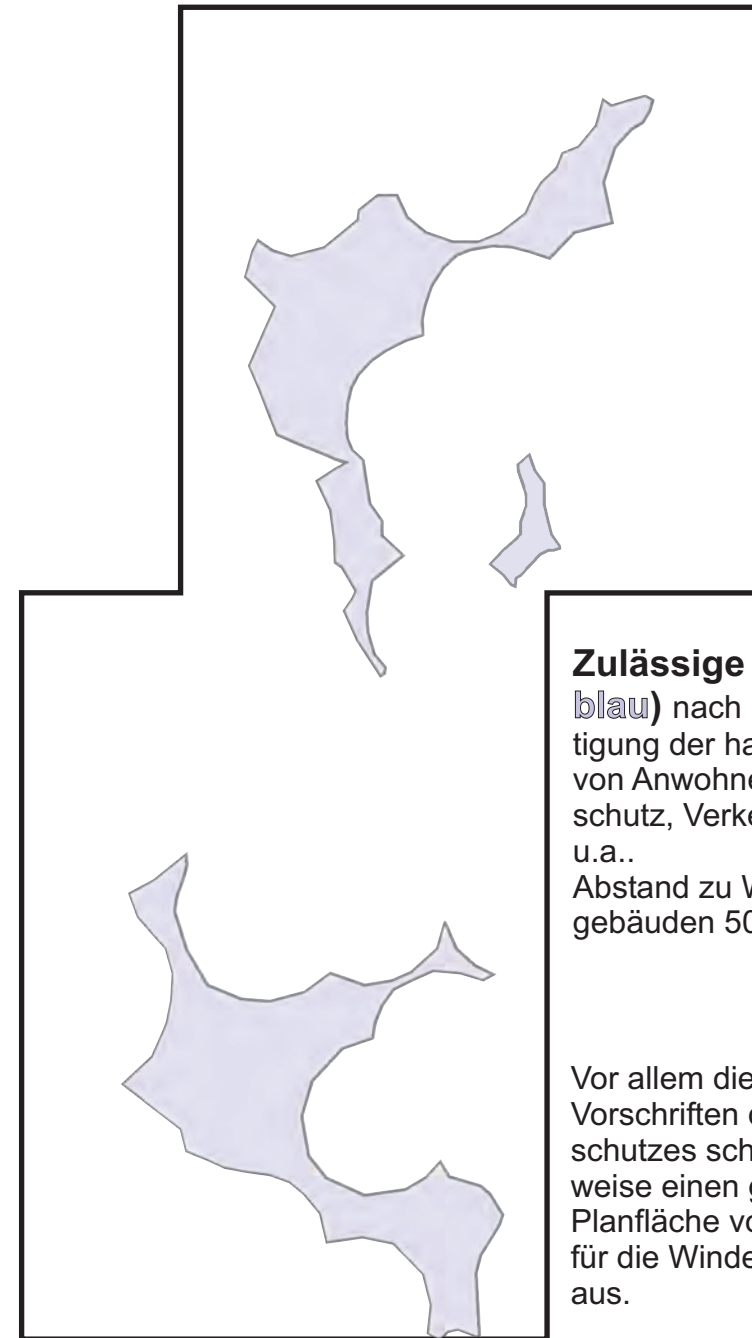 Zulässige
blau) nach
tigung der ha
von Anwohne
schutz, Verke
u.a..
Abstand zu W
gebäuden 50
Vor allem die
Vorschriften
schutzes sch
weise einen g
Planfläche vo
für die Winde
aus.